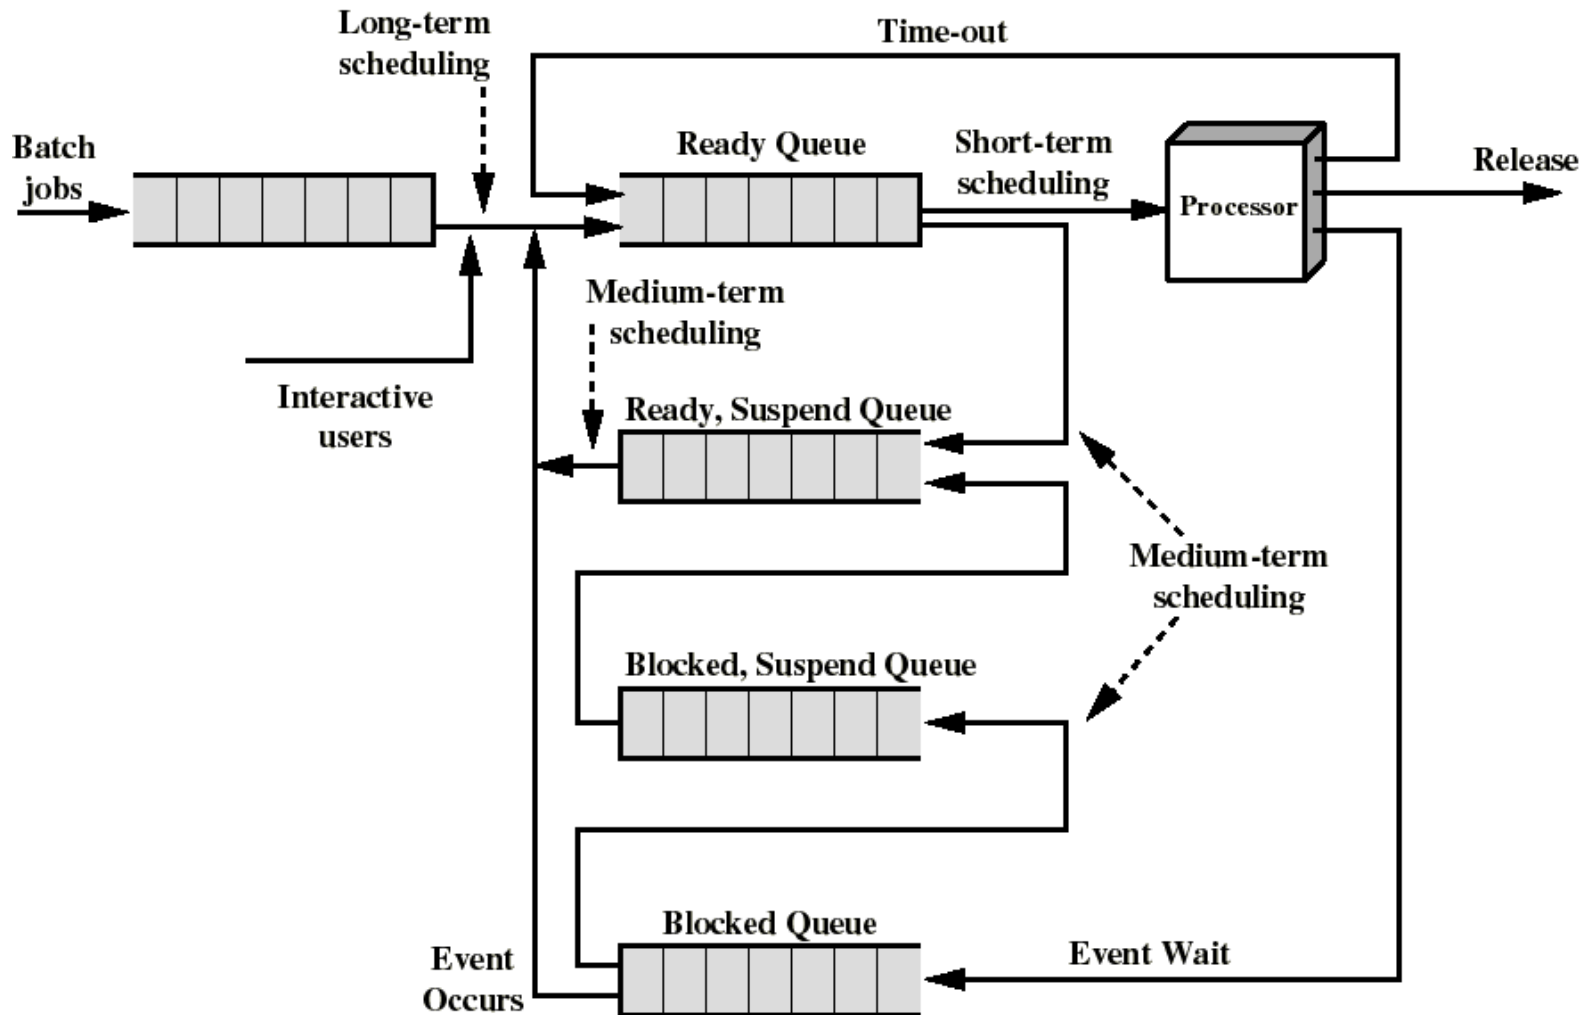 Long-term
scheduling
Time-out
Batch
jobs
Ready Queue
Short-term
scheduling
Release
Processor
Medium-term
scheduling
Interactive
users
Ready, Suspend Queue
Medium-term
scheduling
Blocked, Suspend Queue
Blocked Queue
Event
Occurs
Event Wait